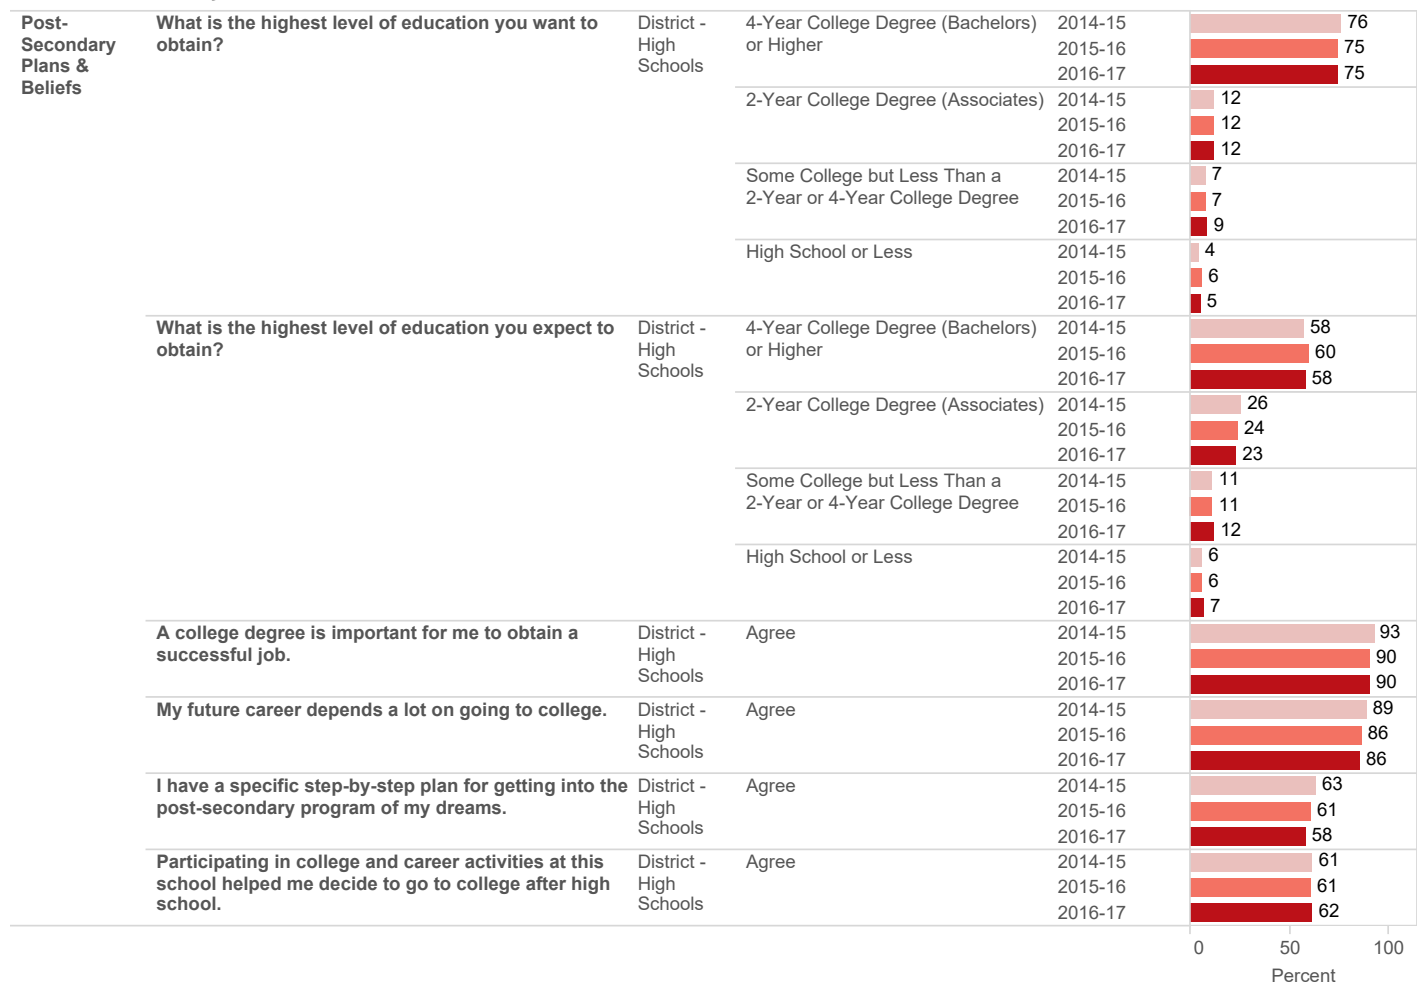 Post-
Secondary
Plans &
Beliefs
What is the highest level of education you want to
obtain?
District -
High
Schools
4-Year College Degree (Bachelors)
or Higher
2014-15 76
2015-16 75
2016-17 75
2-Year College Degree (Associates)
2014-15 12
2015-16 12
2016-17 12
Some College but Less Than a
2-Year or 4-Year College Degree
2014-15 7
2015-16 7
2016-17 9
High School or Less
2014-15 4
2015-16 6
2016-17 5
What is the highest level of education you expect to
obtain?
District -
High
Schools
4-Year College Degree (Bachelors)
or Higher
2014-15 58
2015-16 60
2016-17 58
2-Year College Degree (Associates)
2014-15 26
2015-16 24
2016-17 23
Some College but Less Than a
2-Year or 4-Year College Degree
2014-15 11
2015-16 11
2016-17 12
High School or Less
2014-15 6
2015-16 6
2016-17 7
A college degree is important for me to obtain a
successful job.
District -
High
Schools
Agree
2014-15 93
2015-16 90
2016-17 90
My future career depends a lot on going to college.
District -
High
Schools
Agree
2014-15 89
2015-16 86
2016-17 86
I have a specific step-by-step plan for getting into the
post-secondary program of my dreams.
District -
High
Schools
Agree
2014-15 63
2015-16 61
2016-17 58
Participating in college and career activities at this
school helped me decide to go to college after high
school.
District -
High
Schools
Agree
2014-15 61
2015-16 61
2016-17 62
0 50 100
Percent